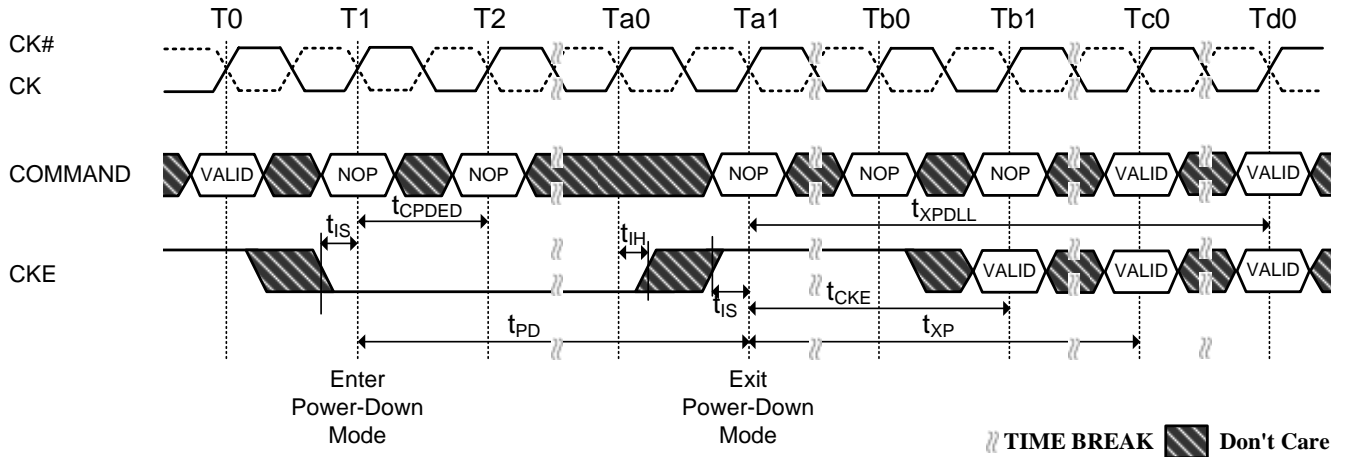 T0 T1 T2 Ta0 Ta1 Tb0 Tb1 Tc0 Td0
CK#
CK
COMMAND VALID NOP NOP NOP NOP NOP VALID VALID
tCPDED tXPDLL
tIS tIH
CKE VALID VALID VALID
tIS tCKE
tPD tXP
Enter Power-Down Mode
Exit Power-Down Mode
TIME BREAK Don't Care